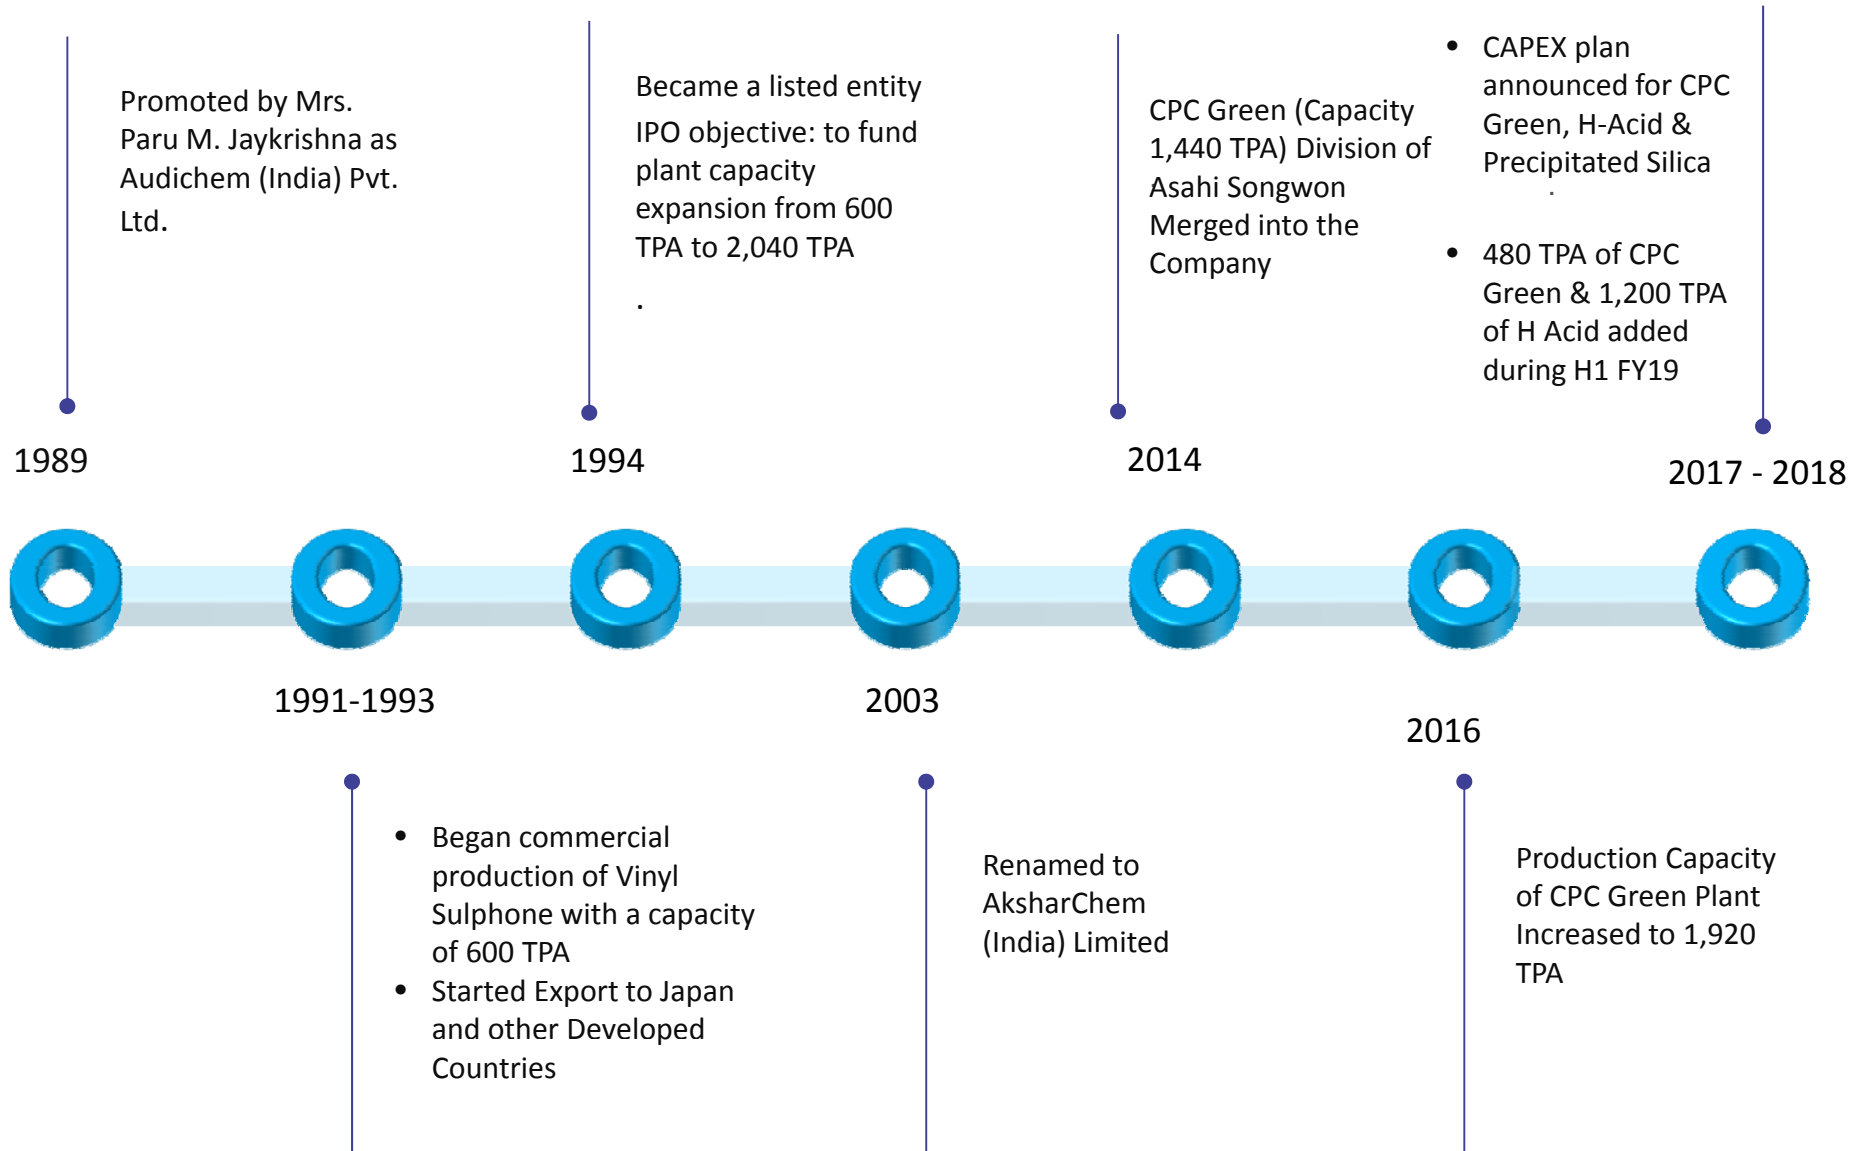 Promoted by Mrs.
Paru M. Jaykrishna as
Audichem (India) Pvt.
Ltd.
1989
Became a listed entity
IPO objective: to fund
plant capacity
expansion from 600
TPA to 2,040 TPA
.
1994
CPC Green (Capacity
1,440 TPA) Division of
Asahi Songwon
Merged into the
Company
2014
• CAPEX plan
announced for CPC
Green, H-Acid &
Precipitated Silica
.
• 480 TPA of CPC
Green & 1,200 TPA
of H Acid added
during H1 FY19
2017 - 2018
1991-1993
• Began commercial
production of Vinyl
Sulphone with a capacity
of 600 TPA
• Started Export to Japan
and other Developed
Countries
2003
Renamed to
AksharChem
(India) Limited
2016
Production Capacity
of CPC Green Plant
Increased to 1,920
TPA